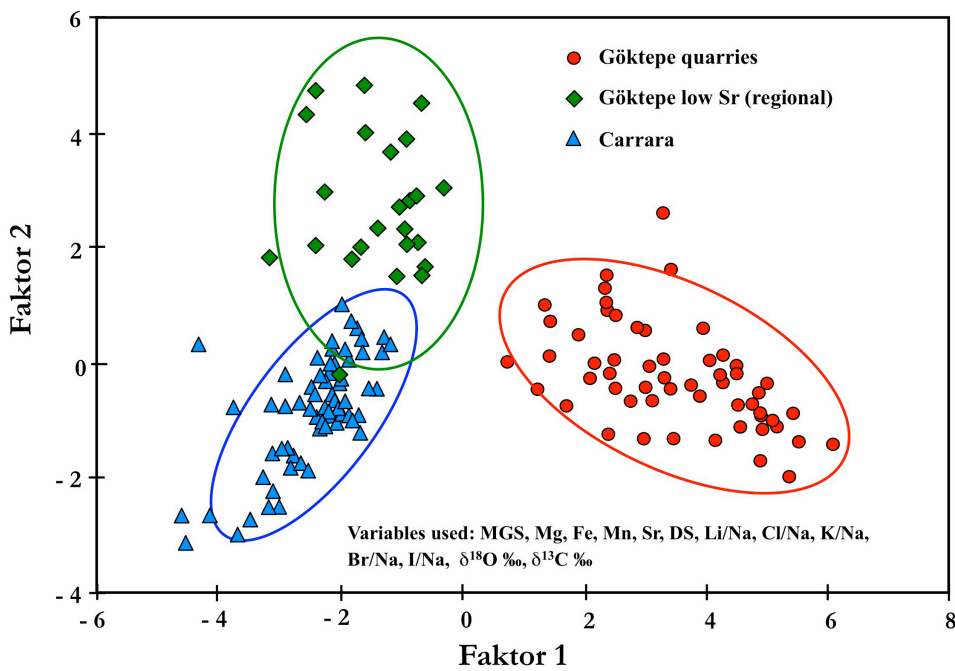 6
4
2
0
- 2
- 4
- 6
- 4
- 2
0
2
4
6
8
Faktor 2
Faktor 1
Göktepe quarries
Göktepe low Sr (regional)
Carrara
Variables used: MGS, Mg, Fe, Mn, Sr, DS, Li/Na, Cl/Na, K/Na,
Br/Na, I/Na, δ¹⁸O ‰, δ¹³C ‰